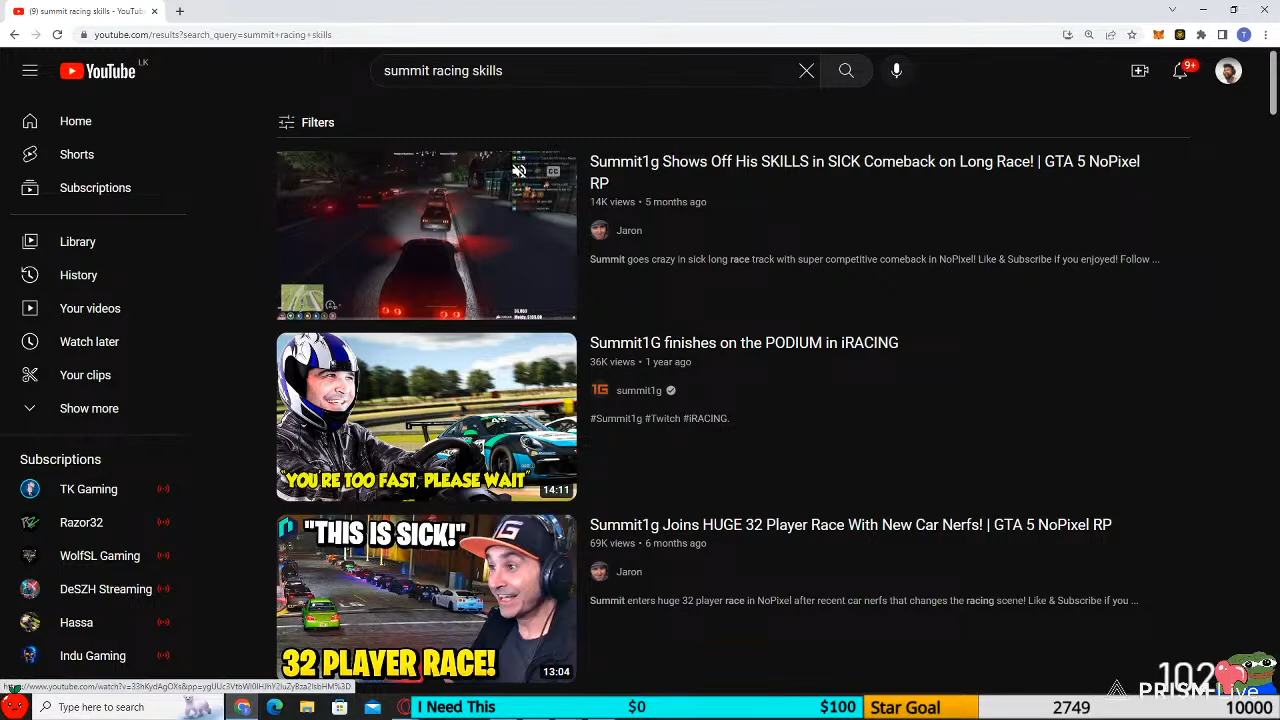 (9) summit racing skills - YouTub
youtube.com/results?search_query=summit+racing+skills
YouTube LK
summit racing skills
9+
T
Home
Shorts
Subscriptions
Library
History
Your videos
Watch later
Your clips
Show more
Subscriptions
TK Gaming
Razor32
WolfSL Gaming
DeSZH Streaming
Hassa
Indu Gaming
Filters
CC
Summit1g Shows Off His SKILLS in SICK Comeback on Long Race! | GTA 5 NoPixel
RP
14K views • 5 months ago
Jaron
Summit goes crazy in sick long race track with super competitive comeback in NoPixel! Like & Subscribe if you enjoyed! Follow ...
"YOU'RE TOO FAST, PLEASE WAIT"
14:11
Summit1G finishes on the PODIUM in iRACING
36K views • 1 year ago
1G summit1g
#Summit1g #Twitch #iRACING.
"THIS IS SICK!"
32 PLAYER RACE!
13:04
Summit1g Joins HUGE 32 Player Race With New Car Nerfs! | GTA 5 NoPixel RP
69K views • 6 months ago
Jaron
Summit enters huge 32 player race in NoPixel after recent car nerfs that changes the racing scene! Like & Subscribe if you ...
102
PRISM Live
Type here to search
I Need This $0 $100
Star Goal 2749 10000